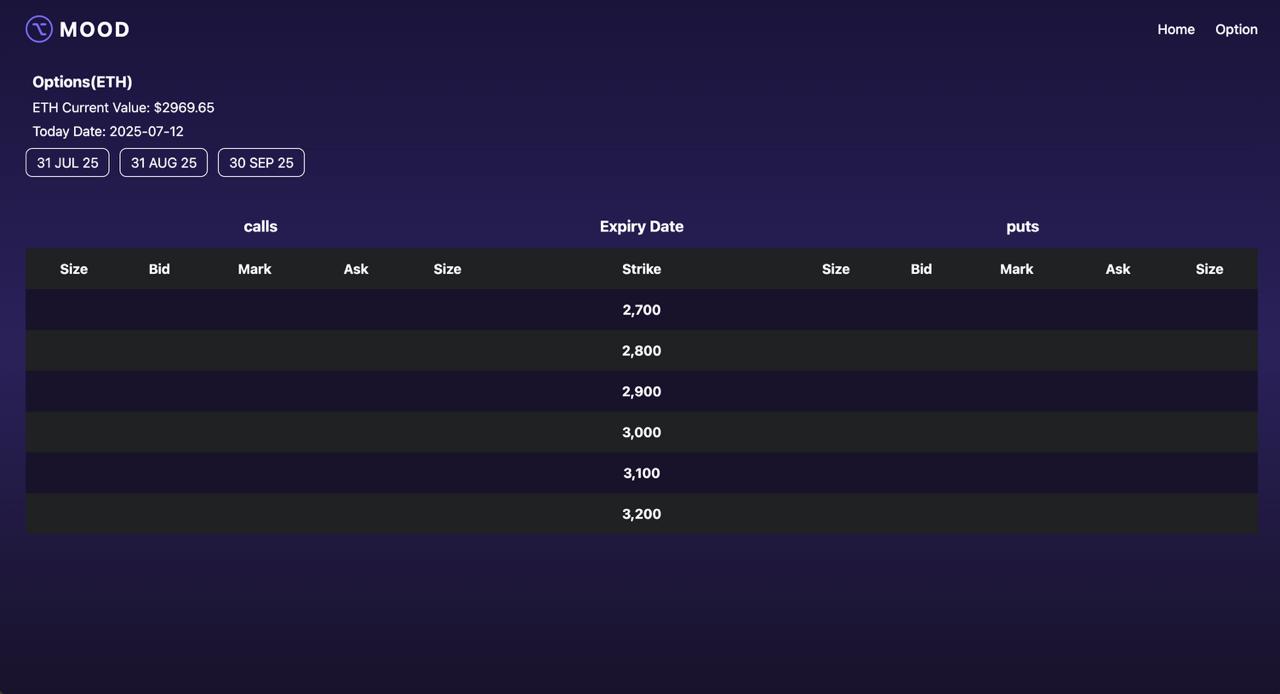 MOOD
Home Option
Options(ETH)
ETH Current Value: $2969.65
Today Date: 2025-07-12
31 JUL 25 31 AUG 25 30 SEP 25
calls Expiry Date puts
Size Bid Mark Ask Size Strike Size Bid Mark Ask Size
2,700
2,800
2,900
3,000
3,100
3,200